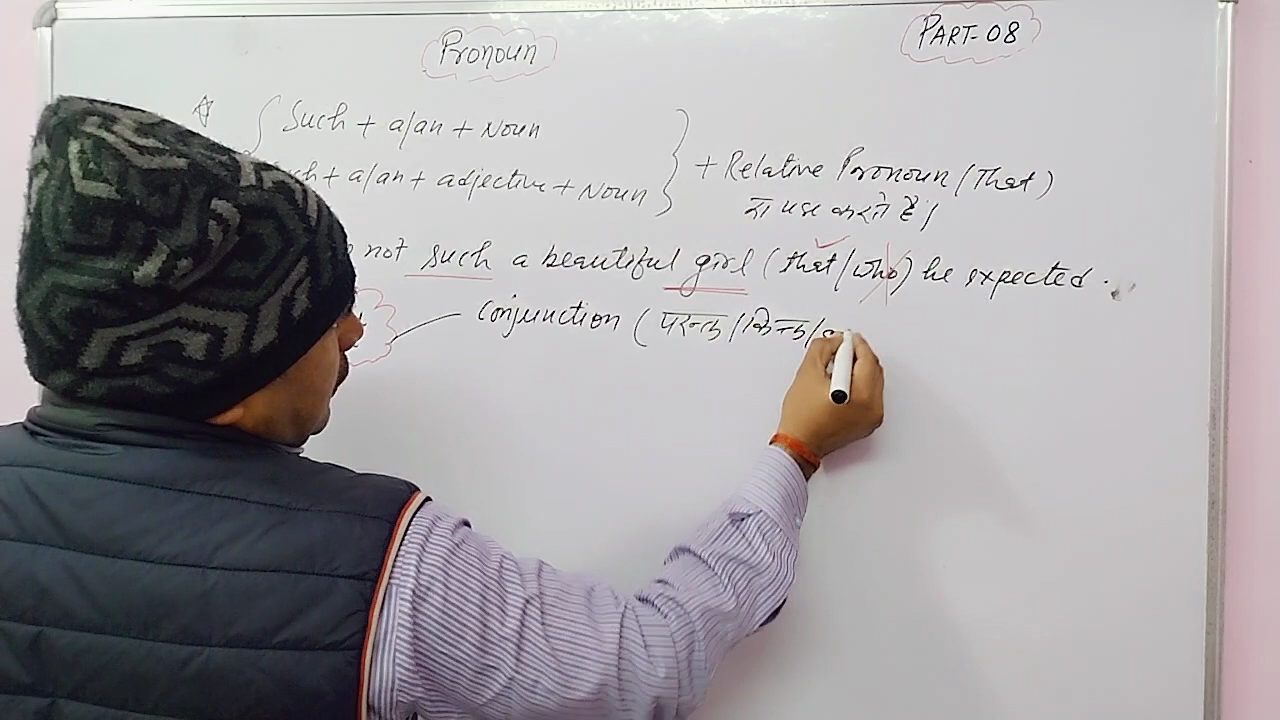 Pronoun
PART-08
Such + a/an + Noun
ch + a/an + adjective + Noun
+ Relative Pronoun (That)
का use करते हैं।
not such a beautiful girl (that/who) he expected.
Conjunction (परन्तु/किन्तु/